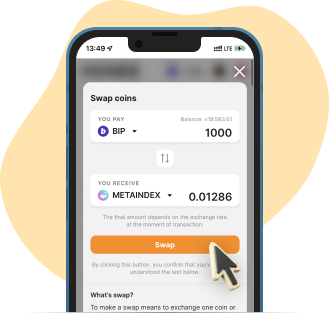 13:49 LTE
Swap coins
YOU PAY Balance: ≈18 583.61
BIP 1000
YOU RECEIVE
METAINDEX 0.01286
The final amount depends on the exchange rate
at the moment of transaction.
Swap
By clicking this button, you confirm that you
understood the text below.
What's swap?
To make a swap means to exchange one coin or